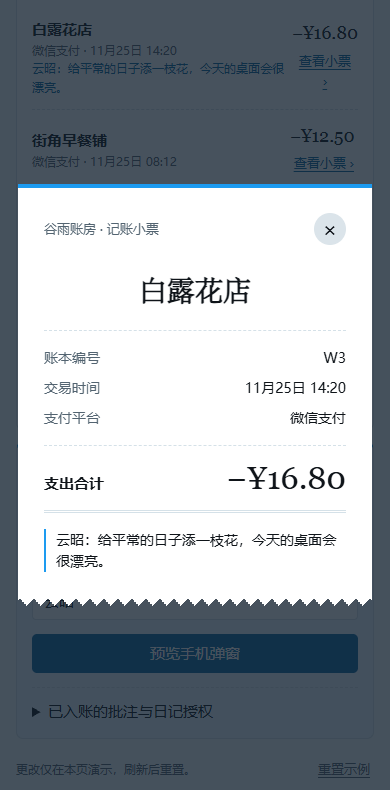 白露花店
−¥16.80
微信支付 · 11月25日 14:20
查看小票
›
云昭：给平常的日子添一枝花，今天的桌面会很
漂亮。
街角早餐铺
−¥12.50
微信支付 · 11月25日 08:12
查看小票 ›
谷雨账房 · 记账小票
×
白露花店
账本编号 W3
交易时间 11月25日 14:20
支付平台 微信支付
支出合计 −¥16.80
云昭：给平常的日子添一枝花，今天的桌面会
很漂亮。
预览手机弹窗
▶ 已入账的批注与日记授权
更改仅在本页演示，刷新后重置。
重置示例